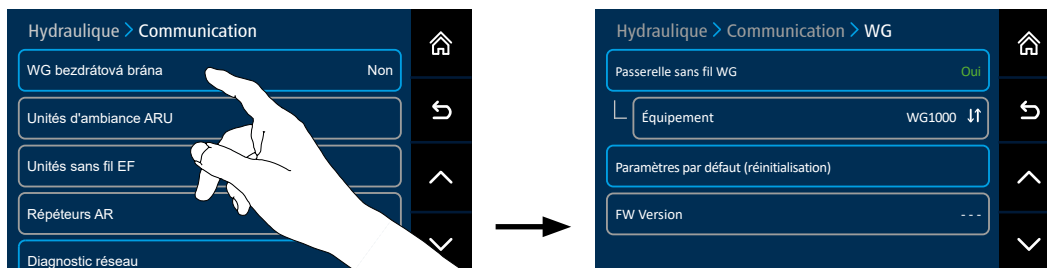 Hydraulique > Communication
WG bezdrátová brána Non
Unités d'ambiance ARU
Unités sans fil EF
Répéteurs AR
Diagnostic réseau
Hydraulique > Communication > WG
Passerelle sans fil WG Oui
Équipement WG1000
Paramètres par défaut (réinitialisation)
FW Version - - -